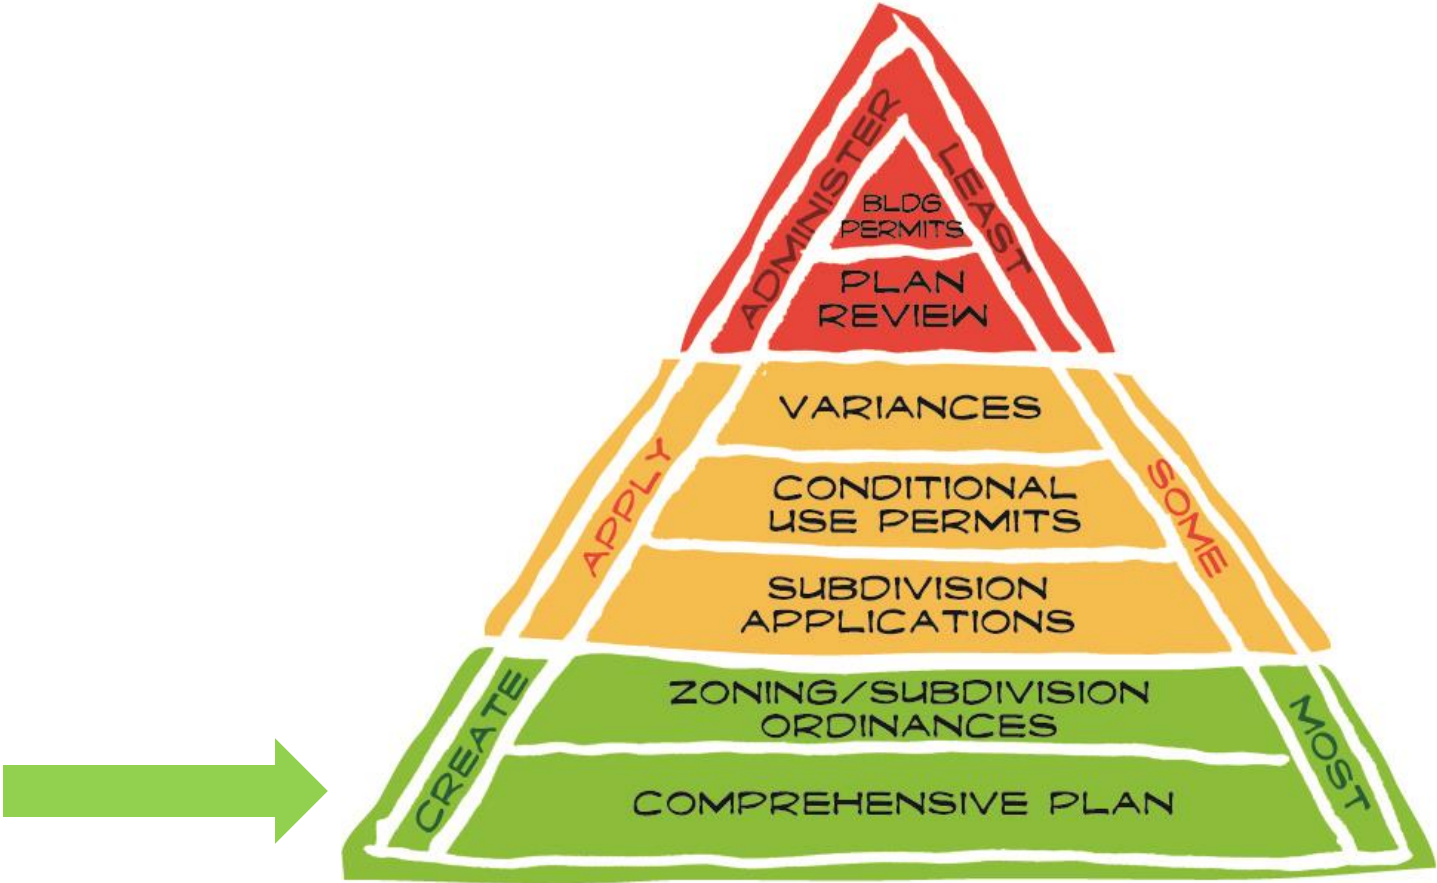 ADMINISTER
LEAST
BLDG
PERMITS
PLAN
REVIEW
APPLY
SOME
VARIANCES
CONDITIONAL
USE PERMITS
SUBDIVISION
APPLICATIONS
CREATE
MOST
ZONING/SUBDIVISION
ORDINANCES
COMPREHENSIVE PLAN